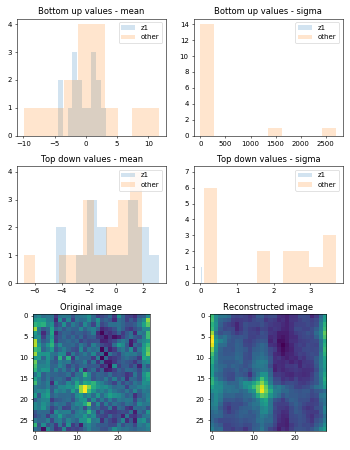 Bottom up values - mean
Bottom up values - sigma
z1
other
z1
other
4
3
2
1
0
−10 −5 0 5 10
14
12
10
8
6
4
2
0
0 500 1000 1500 2000 2500
Top down values - mean
Top down values - sigma
z1
other
z1
other
4
3
2
1
0
−6 −4 −2 0 2
7
6
5
4
3
2
1
0
0 1 2 3
Original image
Reconstructed image
0
5
10
15
20
25
0 10 20
0
5
10
15
20
25
0 10 20